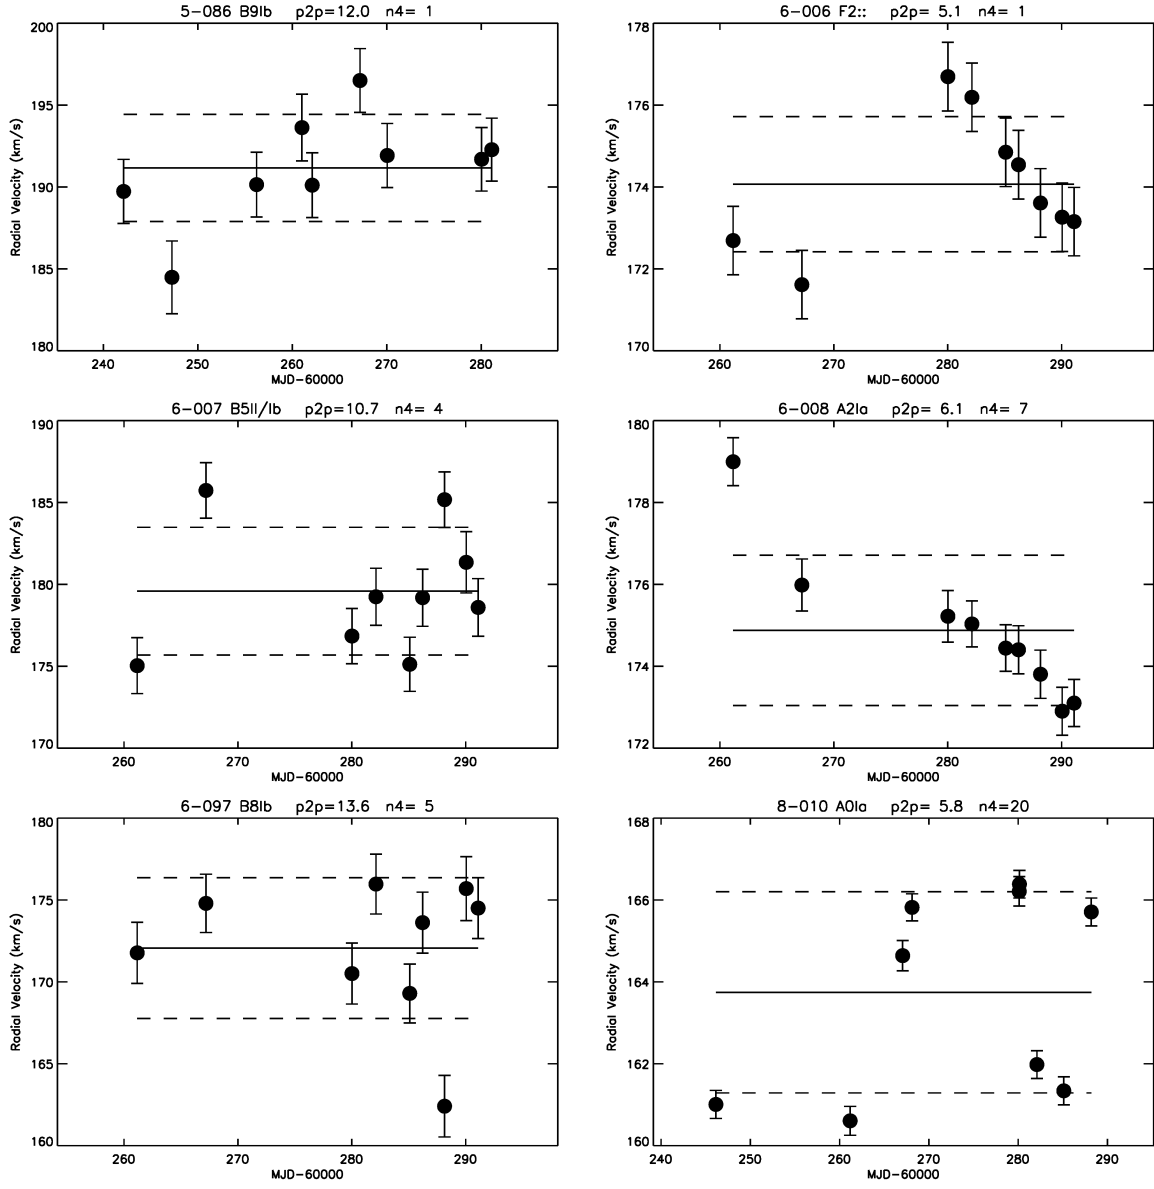 5-086 B9Ib p2p=12.0 n4= 1
200
195
190
185
180
Radial Velocity (km/s)
240 250 260 270 280
MJD-60000
6-006 F2:: p2p= 5.1 n4= 1
178
176
174
172
170
Radial Velocity (km/s)
260 270 280 290
MJD-60000
6-007 B5II/Ib p2p=10.7 n4= 4
190
185
180
175
170
Radial Velocity (km/s)
260 270 280 290
MJD-60000
6-008 A2Ia p2p= 6.1 n4= 7
180
178
176
174
172
Radial Velocity (km/s)
260 270 280 290
MJD-60000
6-097 B8Ib p2p=13.6 n4= 5
180
175
170
165
160
Radial Velocity (km/s)
260 270 280 290
MJD-60000
8-010 A0Ia p2p= 5.8 n4=20
168
166
164
162
160
Radial Velocity (km/s)
240 250 260 270 280 290
MJD-60000